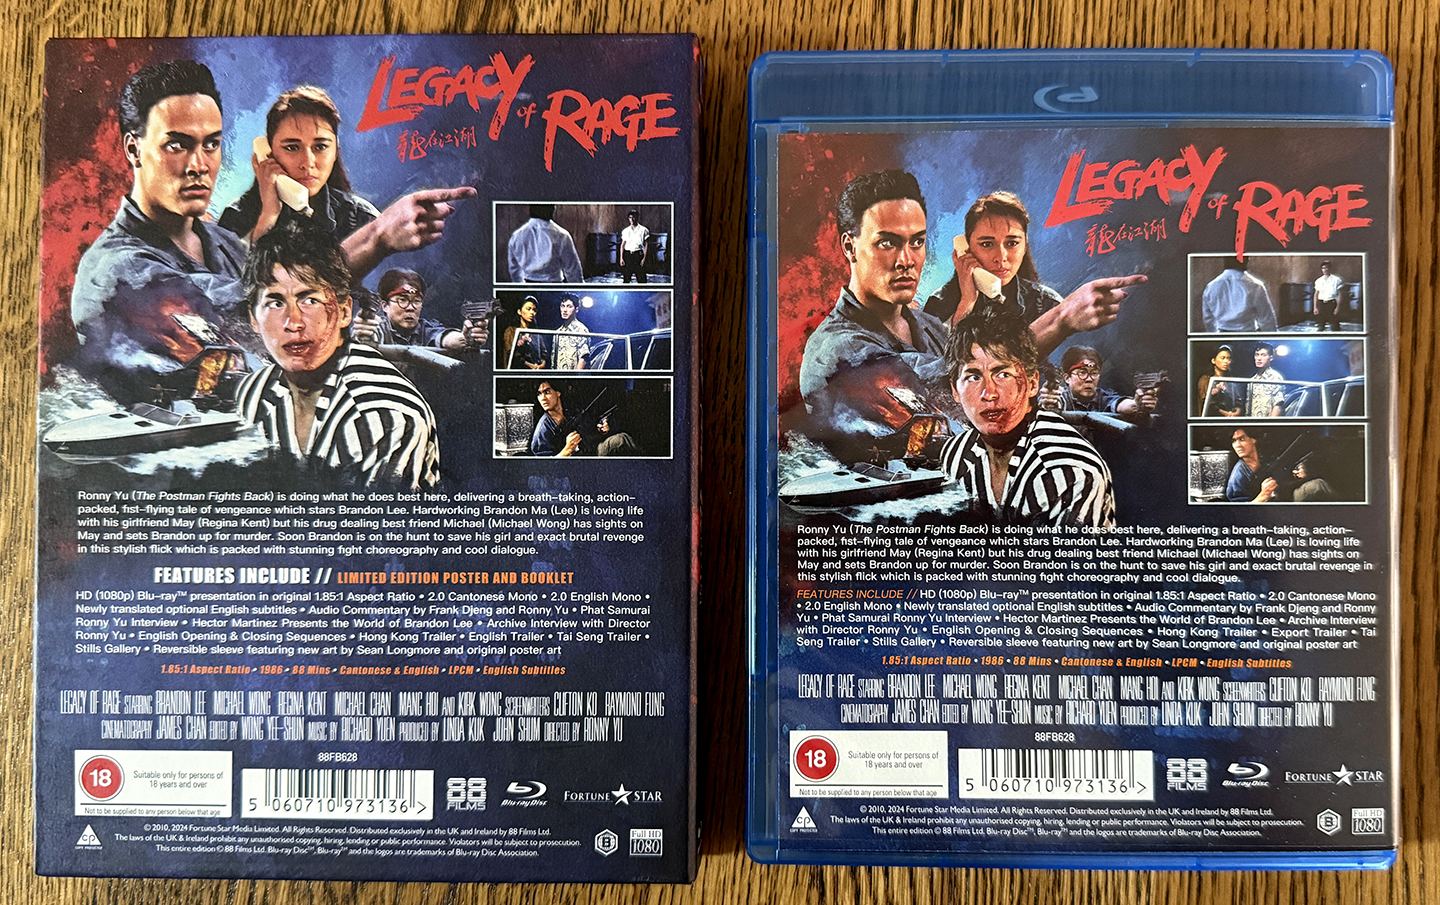 LEGACY of RAGE
龍在江湖
Ronny Yu (The Postman Fights Back) is doing what he does best here, delivering a breath-taking, action-
packed, fist-flying tale of vengeance which stars Brandon Lee. Hardworking Brandon Ma (Lee) is loving life
with his girlfriend May (Regina Kent) but his drug dealing best friend Michael (Michael Wong) has sights on
May and sets Brandon up for murder. Soon Brandon is on the hunt to save his girl and exact brutal revenge
in this stylish flick which is packed with stunning fight choreography and cool dialogue.
FEATURES INCLUDE // LIMITED EDITION POSTER AND BOOKLET
HD (1080p) Blu-ray™ presentation in original 1.85:1 Aspect Ratio • 2.0 Cantonese Mono • 2.0 English Mono •
Newly translated optional English subtitles • Audio Commentary by Frank Djeng and Ronny Yu • Phat Samurai
Ronny Yu Interview • Hector Martinez Presents the World of Brandon Lee • Archive Interview with Director
Ronny Yu • English Opening & Closing Sequences • Hong Kong Trailer • English Trailer • Tai Seng Trailer •
Stills Gallery • Reversible sleeve featuring new art by Sean Longmore and original poster art
1.85:1 Aspect Ratio • 1986 • 88 Mins • Cantonese & English • LPCM • English Subtitles
LEGACY OF RAGE STARRING BRANDON LEE MICHAEL WONG REGINA KENT MICHAEL CHAN MANG HOI AND KIRK WONG SCREENWRITERS CLIFTON KO RAYMOND FUNG
CINEMATOGRAPHY JAMES CHAN EDITED BY WONG YEE-SHUN MUSIC BY RICHARD YUEN PRODUCED BY LINDA KUK JOHN SHUM DIRECTED BY RONNY YU
88FB628
18
Suitable only for persons of
18 years and over
Not to be supplied to any person below that age
5 060710 973136 >
88 FILMS
Blu-ray Disc
FORTUNE STAR
CP
COPY PROTECTED
© 2010, 2024 Fortune Star Media Limited. All Rights Reserved. Distributed exclusively in the UK and Ireland by 88 Films Ltd.
The laws of the UK & Ireland prohibit any unauthorised copying, hiring, lending or public performance. Violators will be subject to prosecution.
This entire edition © 88 Films Ltd. Blu-ray Disc™, Blu-ray™ and the logos are trademarks of Blu-ray Disc Association.
B
Full HD
1080
LEGACY of RAGE
龍在江湖
Ronny Yu (The Postman Fights Back) is doing what he does best here, delivering a breath-taking, action-
packed, fist-flying tale of vengeance which stars Brandon Lee. Hardworking Brandon Ma (Lee) is loving life
with his girlfriend May (Regina Kent) but his drug dealing best friend Michael (Michael Wong) has sights on
May and sets Brandon up for murder. Soon Brandon is on the hunt to save his girl and exact brutal revenge in
this stylish flick which is packed with stunning fight choreography and cool dialogue.
FEATURES INCLUDE // HD (1080p) Blu-ray™ presentation in original 1.85:1 Aspect Ratio • 2.0 Cantonese Mono
• 2.0 English Mono • Newly translated optional English subtitles • Audio Commentary by Frank Djeng and Ronny
Yu • Phat Samurai Ronny Yu Interview • Hector Martinez Presents the World of Brandon Lee • Archive Interview
with Director Ronny Yu • English Opening & Closing Sequences • Hong Kong Trailer • Export Trailer • Tai
Seng Trailer • Stills Gallery • Reversible sleeve featuring new art by Sean Longmore and original poster art
1.85:1 Aspect Ratio • 1986 • 88 Mins • Cantonese & English • LPCM • English Subtitles
LEGACY OF RAGE STARRING BRANDON LEE MICHAEL WONG REGINA KENT MICHAEL CHAN MANG HOI AND KIRK WONG SCREENWRITERS CLIFTON KO RAYMOND FUNG
CINEMATOGRAPHY JAMES CHAN EDITED BY WONG YEE-SHUN MUSIC BY RICHARD YUEN PRODUCED BY LINDA KUK JOHN SHUM DIRECTED BY RONNY YU
88FB628
18
Suitable only for persons of
18 years and over
Not to be supplied to any person below that age
5 060710 973136 >
88 FILMS
Blu-ray Disc
FORTUNE STAR
CP
COPY PROTECTED
© 2010, 2024 Fortune Star Media Limited. All Rights Reserved. Distributed exclusively in the UK and Ireland by 88 Films Ltd.
The laws of the UK & Ireland prohibit any unauthorised copying, hiring, lending or public performance. Violators will be subject to prosecution.
This entire edition © 88 Films Ltd. Blu-ray Disc™, Blu-ray™ and the logos are trademarks of Blu-ray Disc Association.
B
Full HD
1080